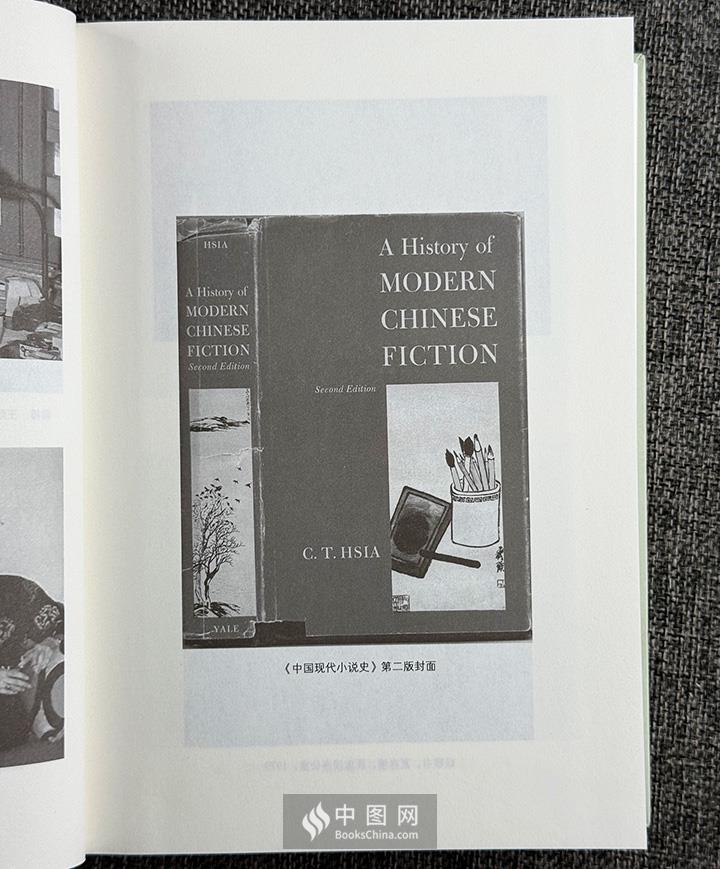 HSIA
A History of
MODERN
CHINESE
FICTION
Second Edition
YALE
A History of
MODERN
CHINESE
FICTION
Second Edition
C. T. HSIA
《中国现代小说史》第二版封面
中图网
BooksChina.com